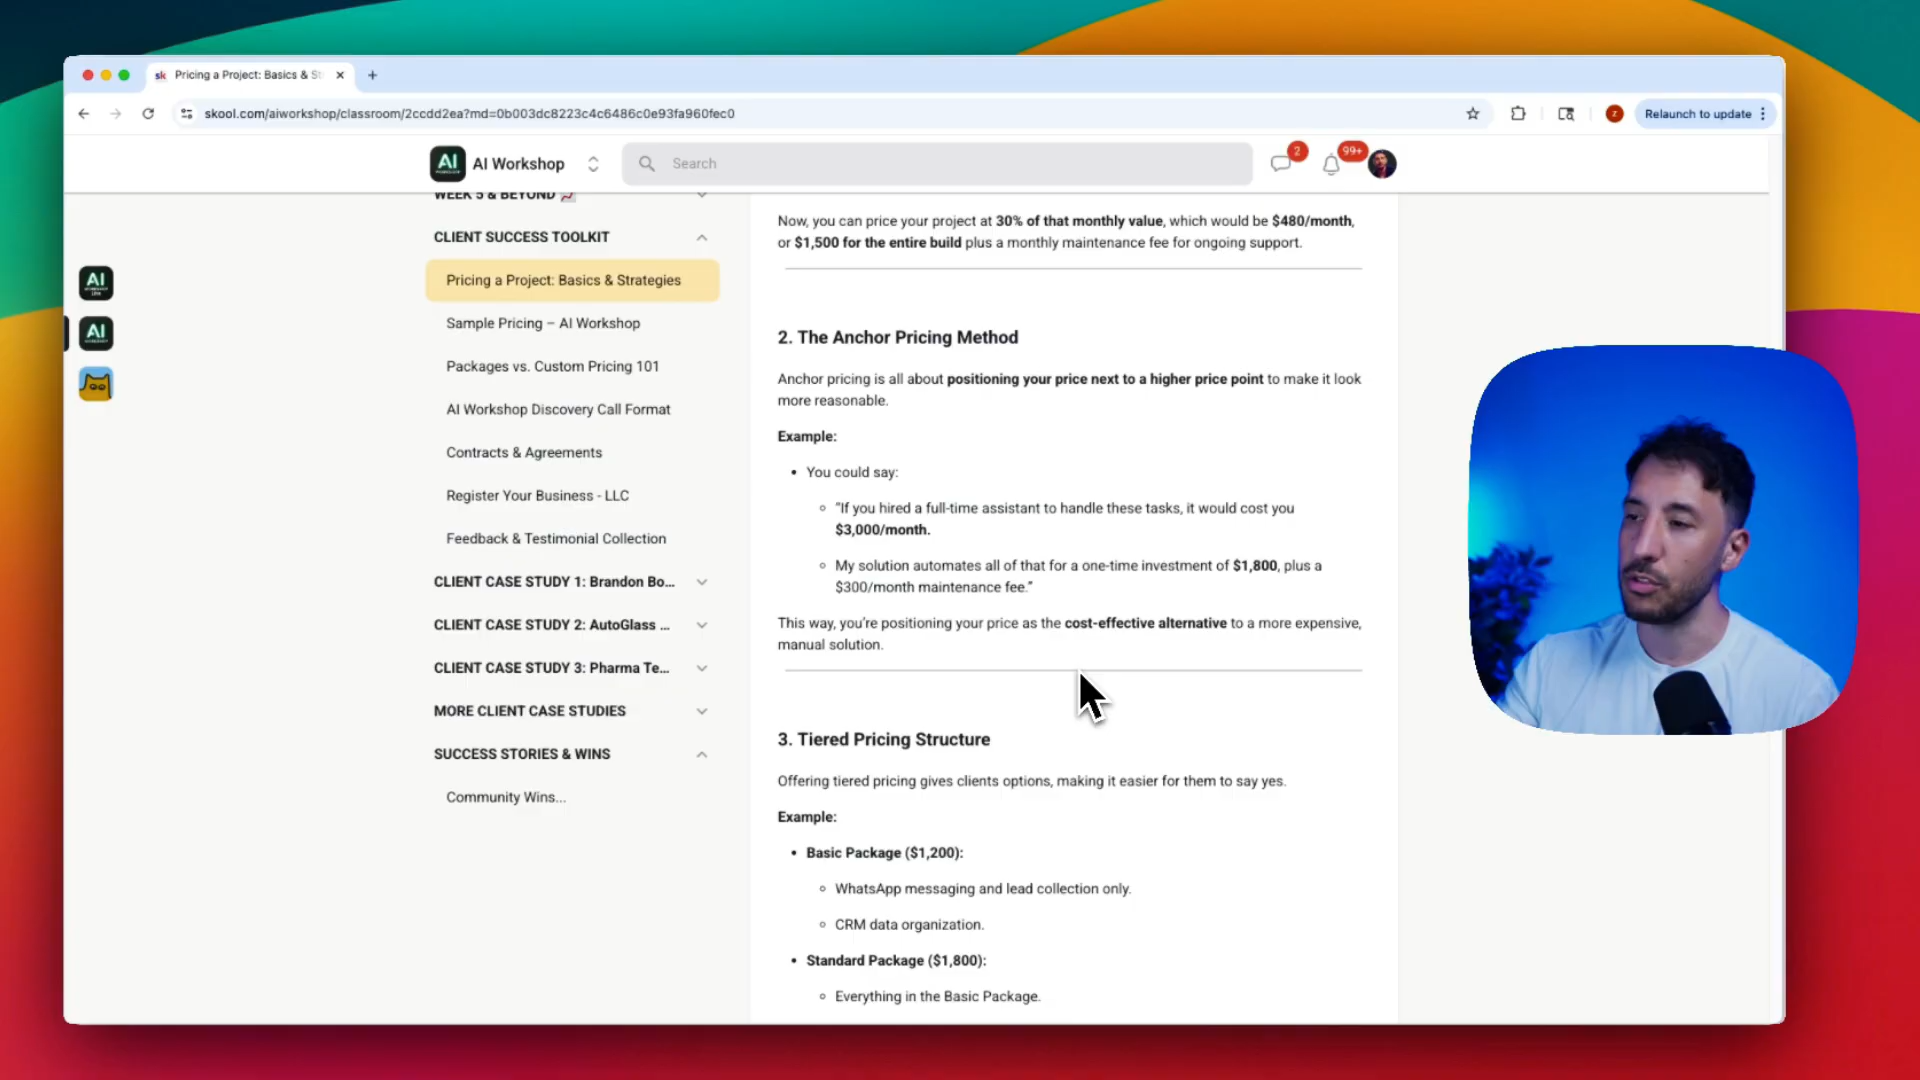 Pricing a Project: Basics & St
skool.com/aiworkshop/classroom/2ccdd2ea?md=0b003dc8223c4c6486c0e93fa960fec0
Relaunch to update
AI Workshop
Search
2
99+
WEEK 5 & BEYOND 📈
CLIENT SUCCESS TOOLKIT
Pricing a Project: Basics & Strategies
Sample Pricing – AI Workshop
Packages vs. Custom Pricing 101
AI Workshop Discovery Call Format
Contracts & Agreements
Register Your Business - LLC
Feedback & Testimonial Collection
CLIENT CASE STUDY 1: Brandon Bo...
CLIENT CASE STUDY 2: AutoGlass ...
CLIENT CASE STUDY 3: Pharma Te...
MORE CLIENT CASE STUDIES
SUCCESS STORIES & WINS
Community Wins...
Now, you can price your project at 30% of that monthly value, which would be $480/month,
or $1,500 for the entire build plus a monthly maintenance fee for ongoing support.
2. The Anchor Pricing Method
Anchor pricing is all about positioning your price next to a higher price point to make it look
more reasonable.
Example:
• You could say:
◦ “If you hired a full-time assistant to handle these tasks, it would cost you
$3,000/month.
◦ My solution automates all of that for a one-time investment of $1,800, plus a
$300/month maintenance fee.”
This way, you’re positioning your price as the cost-effective alternative to a more expensive,
manual solution.
3. Tiered Pricing Structure
Offering tiered pricing gives clients options, making it easier for them to say yes.
Example:
• Basic Package ($1,200):
◦ WhatsApp messaging and lead collection only.
◦ CRM data organization.
• Standard Package ($1,800):
◦ Everything in the Basic Package.